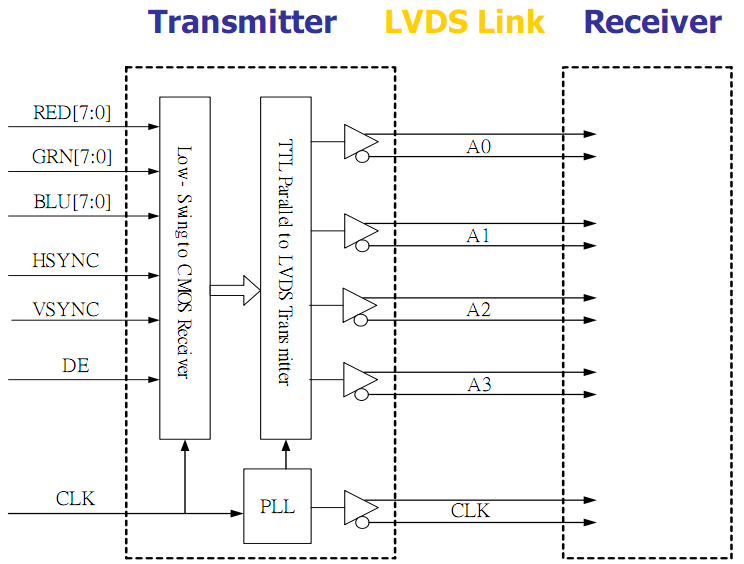 Transmitter LVDS Link Receiver
RED[7:0]
GRN[7:0]
BLU[7:0]
HSYNC
VSYNC
DE
CLK
Low - Swing to CMOS Receiver
TTL Parallel to LVDS Transmitter
PLL
A0
A1
A2
A3
CLK